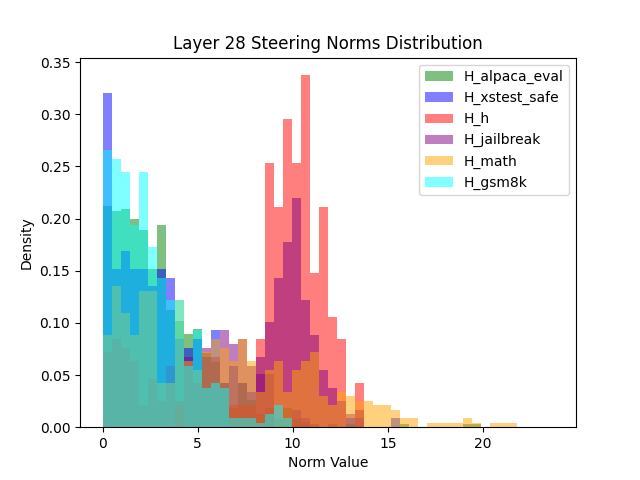 Layer 28 Steering Norms Distribution
0.35
0.30
0.25
0.20
0.15
0.10
0.05
0.00
Density
H_alpaca_eval
H_xstest_safe
H_h
H_jailbreak
H_math
H_gsm8k
0 5 10 15 20
Norm Value